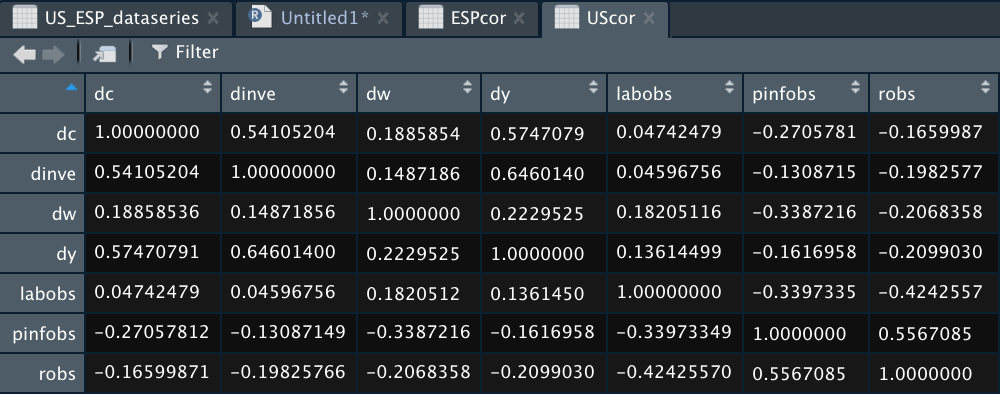 US_ESP_dataseries × Untitled1* × ESPcor × UScor ×
Filter
dc dinve dw dy labobs pinfobs robs
dc 1.00000000 0.54105204 0.1885854 0.5747079 0.04742479 -0.2705781 -0.1659987
dinve 0.54105204 1.00000000 0.1487186 0.6460140 0.04596756 -0.1308715 -0.1982577
dw 0.18858536 0.14871856 1.0000000 0.2229525 0.18205116 -0.3387216 -0.2068358
dy 0.57470791 0.64601400 0.2229525 1.0000000 0.13614499 -0.1616958 -0.2099030
labobs 0.04742479 0.04596756 0.1820512 0.1361450 1.00000000 -0.3397335 -0.4242557
pinfobs -0.27057812 -0.13087149 -0.3387216 -0.1616958 -0.33973349 1.0000000 0.5567085
robs -0.16599871 -0.19825766 -0.2068358 -0.2099030 -0.42425570 0.5567085 1.0000000